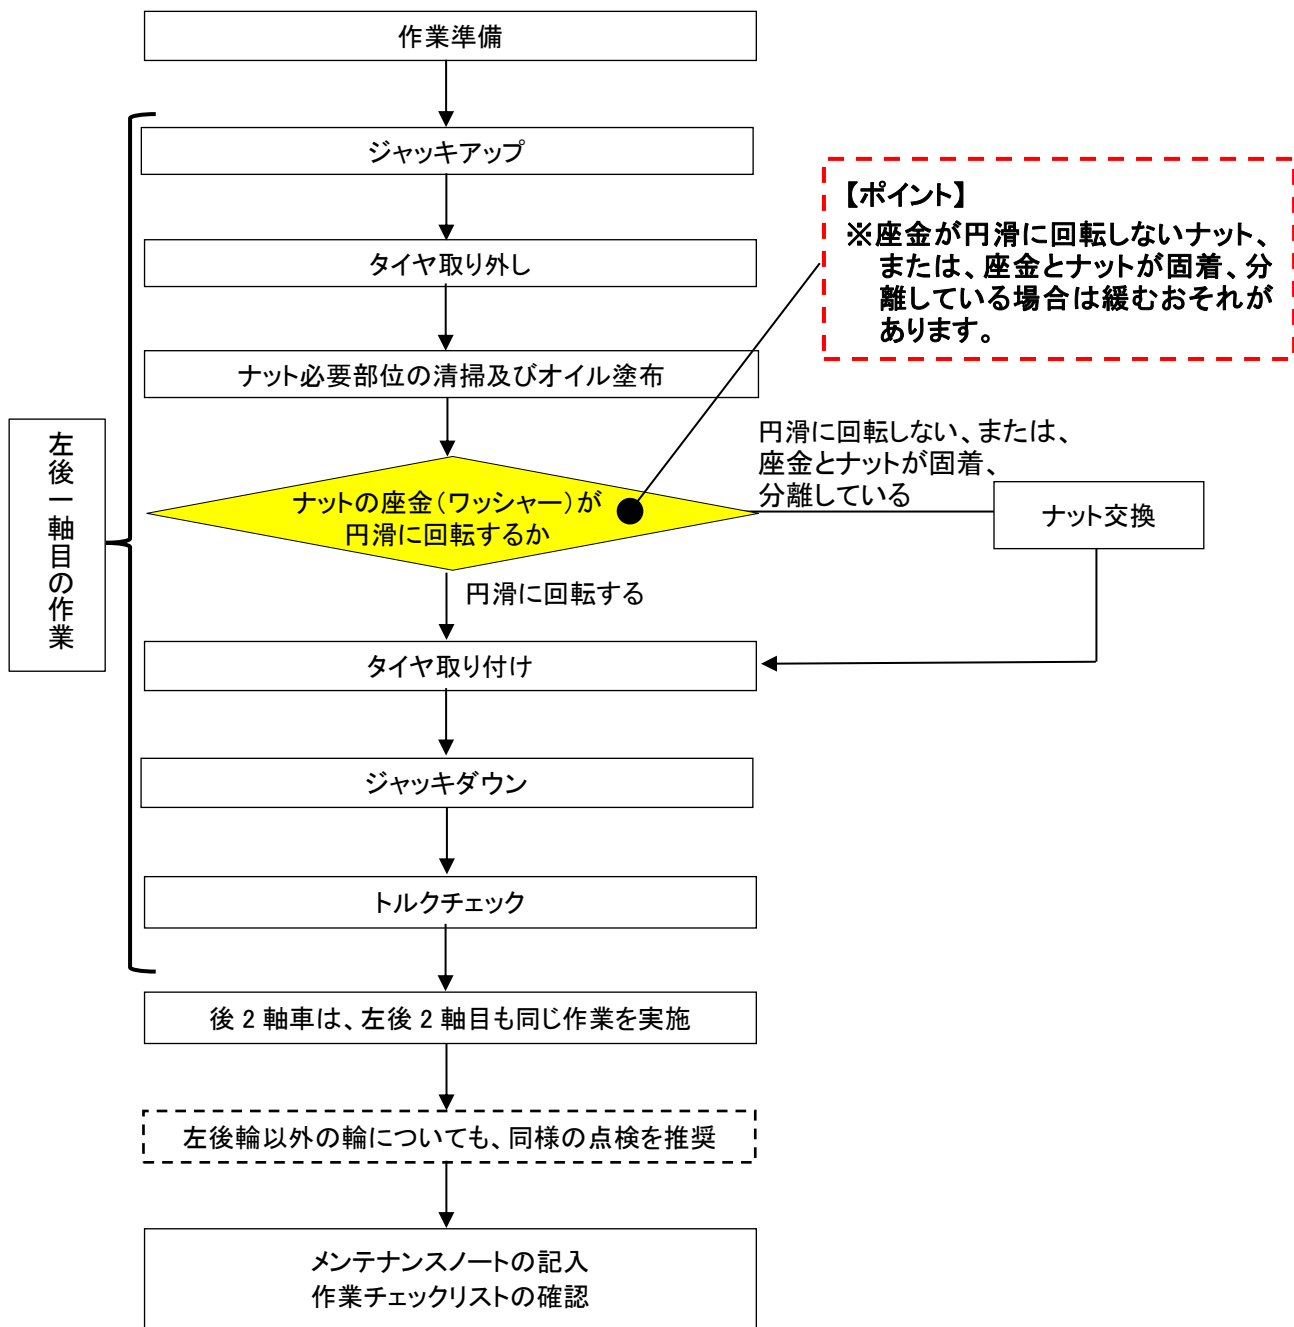 作業準備
ジャッキアップ
タイヤ取り外し
ナット必要部位の清掃及びオイル塗布
【ポイント】
※座金が円滑に回転しないナット、
または、座金とナットが固着、分
離している場合は緩むおそれが
あります。
左後一軸目の作業
ナットの座金(ワッシャー)が
円滑に回転するか
円滑に回転しない、または、
座金とナットが固着、
分離している
ナット交換
円滑に回転する
タイヤ取り付け
ジャッキダウン
トルクチェック
後 2 軸車は、左後 2 軸目も同じ作業を実施
左後輪以外の輪についても、同様の点検を推奨
メンテナンスノートの記入
作業チェックリストの確認